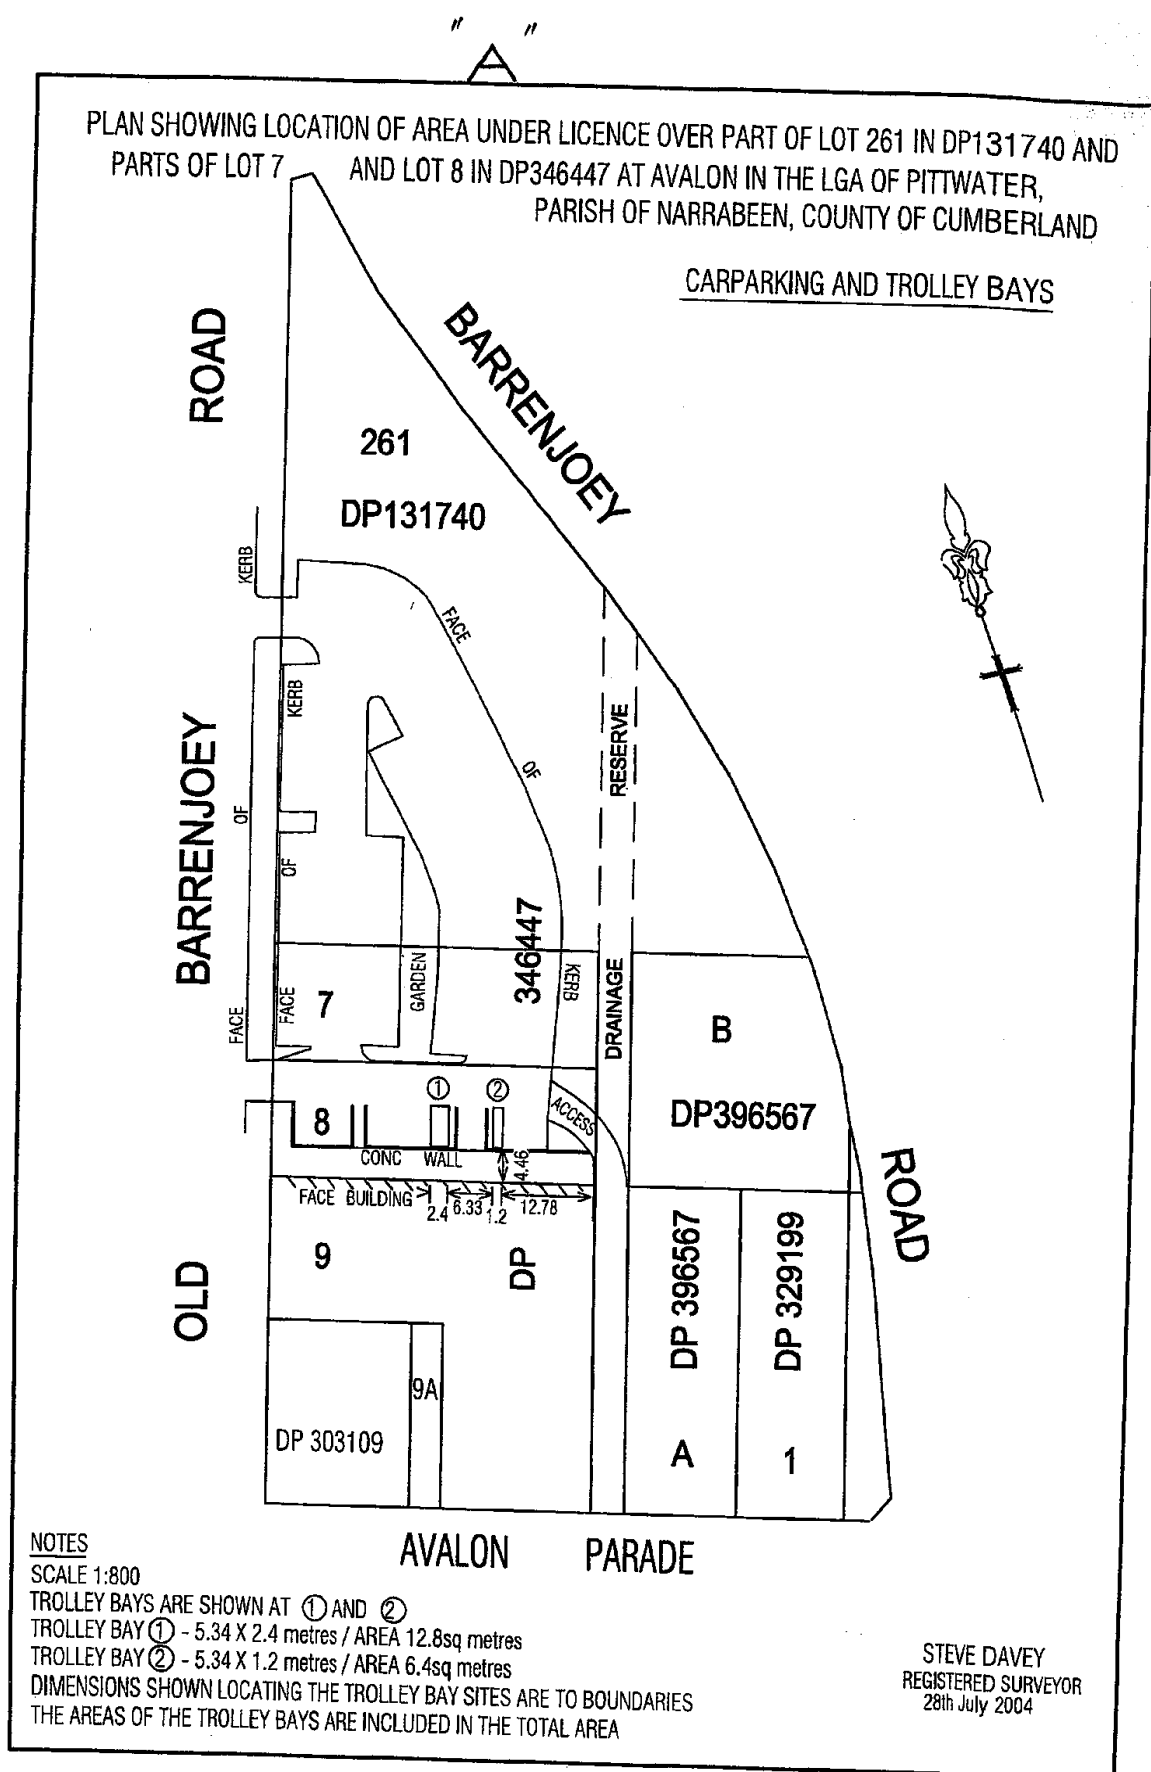 " A "
PLAN SHOWING LOCATION OF AREA UNDER LICENCE OVER PART OF LOT 261 IN DP131740 AND
PARTS OF LOT 7 AND LOT 8 IN DP346447 AT AVALON IN THE LGA OF PITTWATER,
PARISH OF NARRABEEN, COUNTY OF CUMBERLAND
CARPARKING AND TROLLEY BAYS
ROAD
BARRENJOEY
261
DP131740
KERB
FACE
KERB
RESERVE
BARRENJOEY
OF
OF
OF
346447
GARDEN
KERB
FACE
FACE
7
DRAINAGE
B
1
2
8
ACCESS
DP396567
CONC WALL
4.46
FACE BUILDING
2.4
6.33
1.2
12.78
ROAD
9
DP
DP 396567
DP 329199
OLD
9A
DP 303109
A
1
AVALON PARADE
NOTES
SCALE 1:800
TROLLEY BAYS ARE SHOWN AT 1 AND 2
TROLLEY BAY 1 - 5.34 X 2.4 metres / AREA 12.8sq metres
TROLLEY BAY 2 - 5.34 X 1.2 metres / AREA 6.4sq metres
DIMENSIONS SHOWN LOCATING THE TROLLEY BAY SITES ARE TO BOUNDARIES
THE AREAS OF THE TROLLEY BAYS ARE INCLUDED IN THE TOTAL AREA
STEVE DAVEY
REGISTERED SURVEYOR
28th July 2004